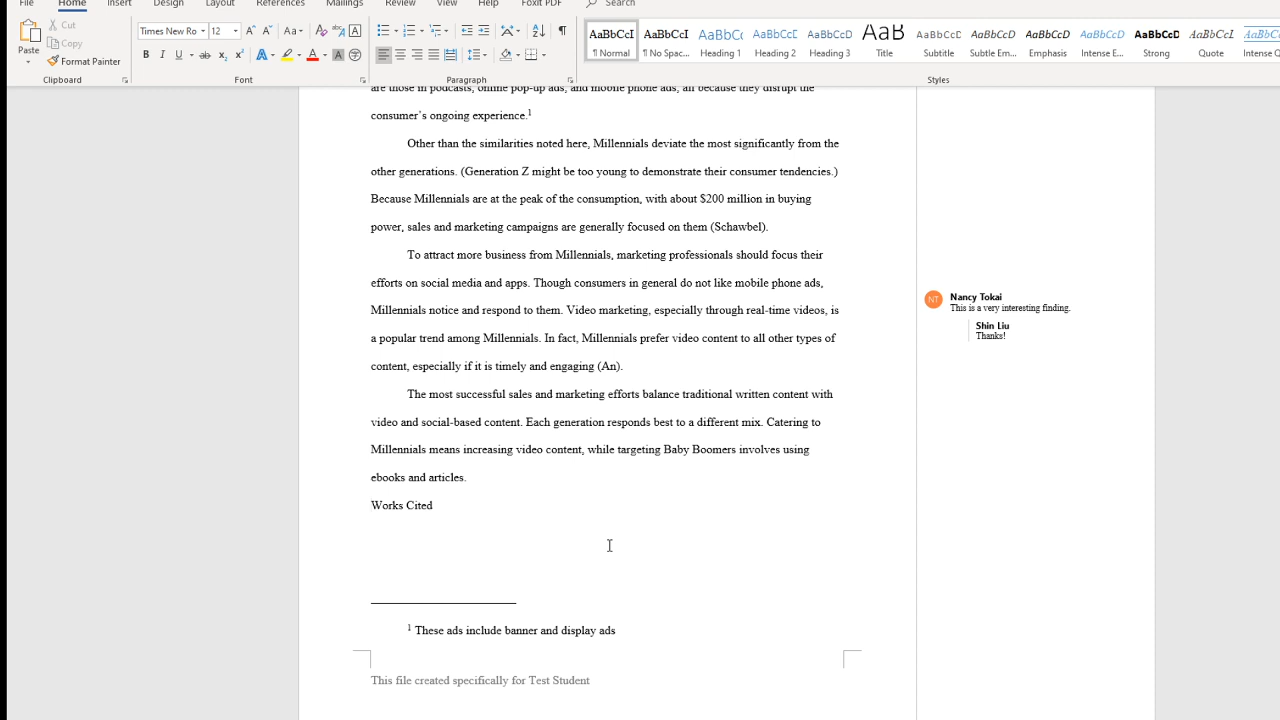 File Home Insert Design Layout References Mailings Review View Help Foxit PDF Search
Paste
Cut
Copy
Format Painter
Clipboard
Times New Ro 12
Font
Paragraph
AaBbCcI AaBbCcI AaBbC AaBbCcC AaBbCcD AaB AaBbCcD AaBbCcD AaBbCcD AaBbCcD AaBbCcD AaBbCcI
¶ Normal ¶ No Spac... Heading 1 Heading 2 Heading 3 Title Subtitle Subtle Em... Emphasis Intense E... Strong Quote Intense Q
Styles
are those in podcasts, online pop-up ads, and mobile phone ads, all because they disrupt the
consumer’s ongoing experience.1
Other than the similarities noted here, Millennials deviate the most significantly from the
other generations. (Generation Z might be too young to demonstrate their consumer tendencies.)
Because Millennials are at the peak of the consumption, with about $200 million in buying
power, sales and marketing campaigns are generally focused on them (Schawbel).
To attract more business from Millennials, marketing professionals should focus their
efforts on social media and apps. Though consumers in general do not like mobile phone ads,
Millennials notice and respond to them. Video marketing, especially through real-time videos, is
a popular trend among Millennials. In fact, Millennials prefer video content to all other types of
content, especially if it is timely and engaging (An).
The most successful sales and marketing efforts balance traditional written content with
video and social-based content. Each generation responds best to a different mix. Catering to
Millennials means increasing video content, while targeting Baby Boomers involves using
ebooks and articles.
Works Cited
1 These ads include banner and display ads
This file created specifically for Test Student
NT Nancy Tokai
This is a very interesting finding.
Shin Liu
Thanks!